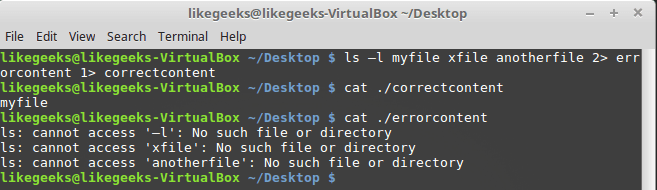 likegeeks@likegeeks-VirtualBox ~/Desktop
File Edit View Search Terminal Help
likegeeks@likegeeks-VirtualBox ~/Desktop $ ls –l myfile xfile anotherfile 2> err
orcontent 1> correctcontent
likegeeks@likegeeks-VirtualBox ~/Desktop $ cat ./correctcontent
myfile
likegeeks@likegeeks-VirtualBox ~/Desktop $ cat ./errorcontent
ls: cannot access '–l': No such file or directory
ls: cannot access 'xfile': No such file or directory
ls: cannot access 'anotherfile': No such file or directory
likegeeks@likegeeks-VirtualBox ~/Desktop $